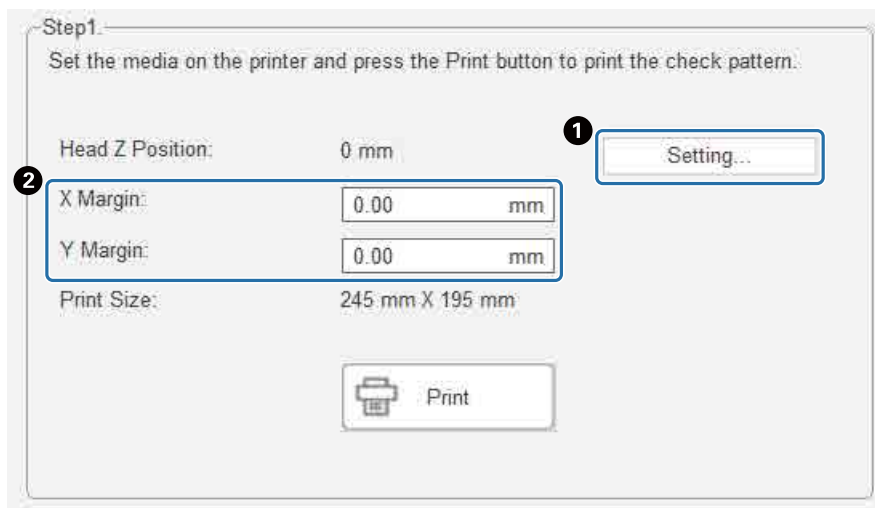 Step1.
Set the media on the printer and press the Print button to print the check pattern.
1
Head Z Position: 0 mm Setting...
2
X Margin: 0.00 mm
Y Margin: 0.00 mm
Print Size: 245 mm X 195 mm
Print